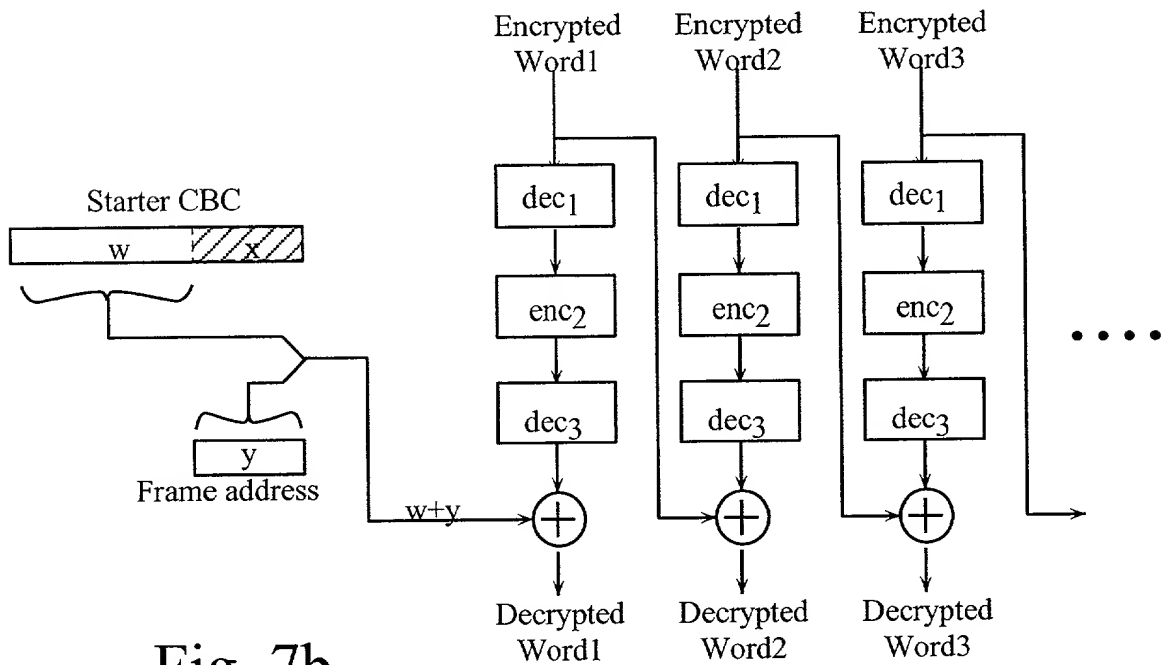 Encrypted
Word1
Encrypted
Word2
Encrypted
Word3
Starter CBC
w
x
y
Frame address
w+y
dec1
enc2
dec3
dec1
enc2
dec3
dec1
enc2
dec3
Decrypted
Word1
Decrypted
Word2
Decrypted
Word3
Fig. 7b